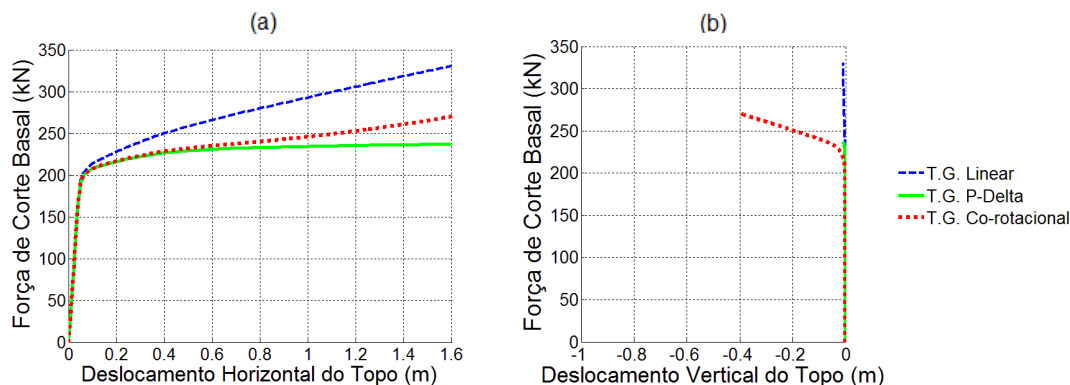 (a)
350
300
250
200
150
100
50
0
Força de Corte Basal (kN)
0 0.2 0.4 0.6 0.8 1 1.2 1.4 1.6
Deslocamento Horizontal do Topo (m)
(b)
350
300
250
200
150
100
50
0
Força de Corte Basal (kN)
-1 -0.8 -0.6 -0.4 -0.2 0
Deslocamento Vertical do Topo (m)
T.G. Linear
T.G. P-Delta
T.G. Co-rotacional